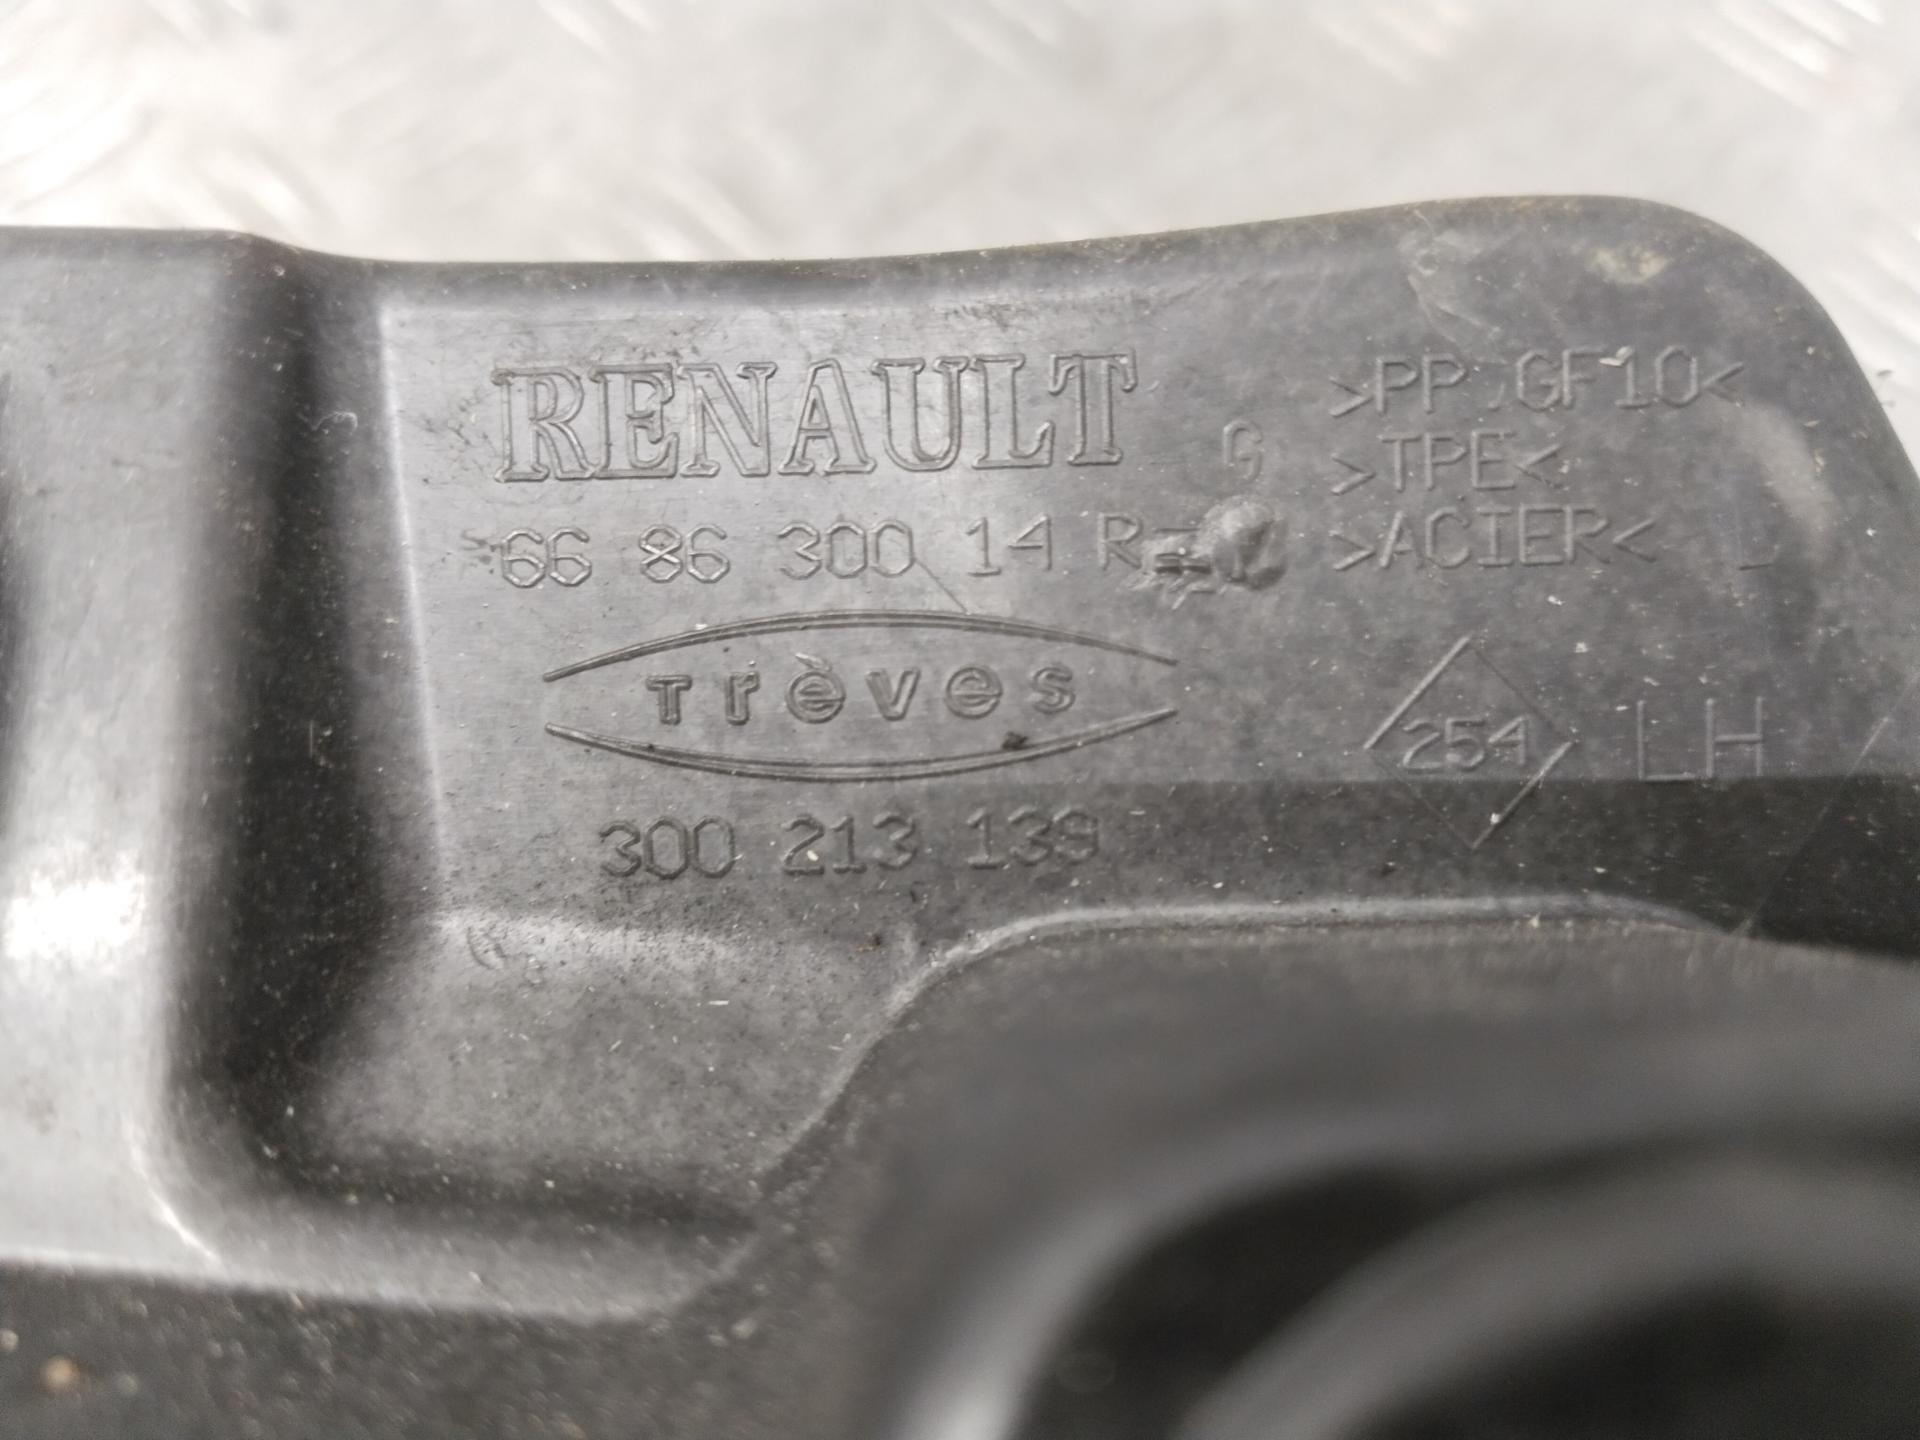 RENAULT
G
66 86 300 14 R
Trèves
300 213 139
>PP GF10<
>TPE<
>ACIER<
254
LH